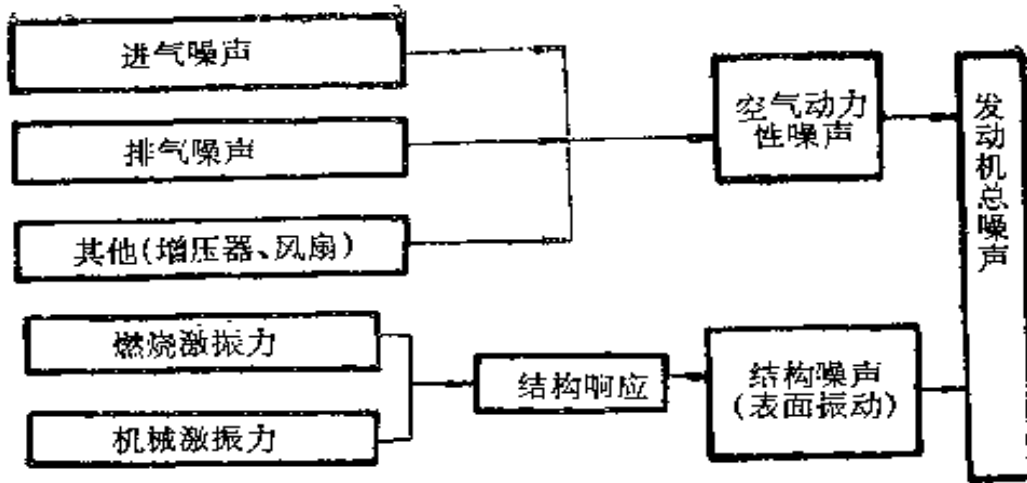 进气噪声
排气噪声
其他(增压器、风扇)
燃烧激振力
机械激振力
结构响应
空气动力
性噪声
结构噪声
(表面振动)
发动机总噪声